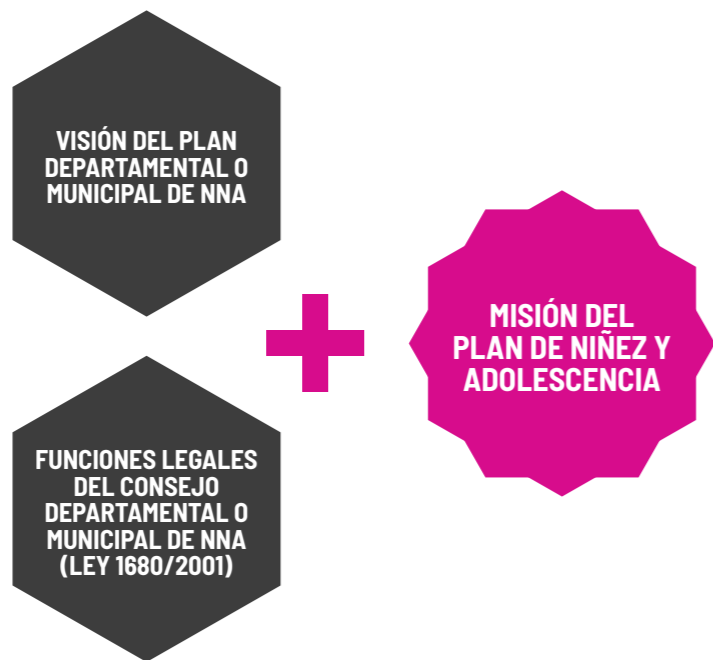 VISIÓN DEL PLAN
DEPARTAMENTAL O
MUNICIPAL DE NNA
FUNCIONES LEGALES
DEL CONSEJO
DEPARTAMENTAL O
MUNICIPAL DE NNA
(LEY 1680/2001)
MISIÓN DEL
PLAN DE NIÑEZ Y
ADOLESCENCIA